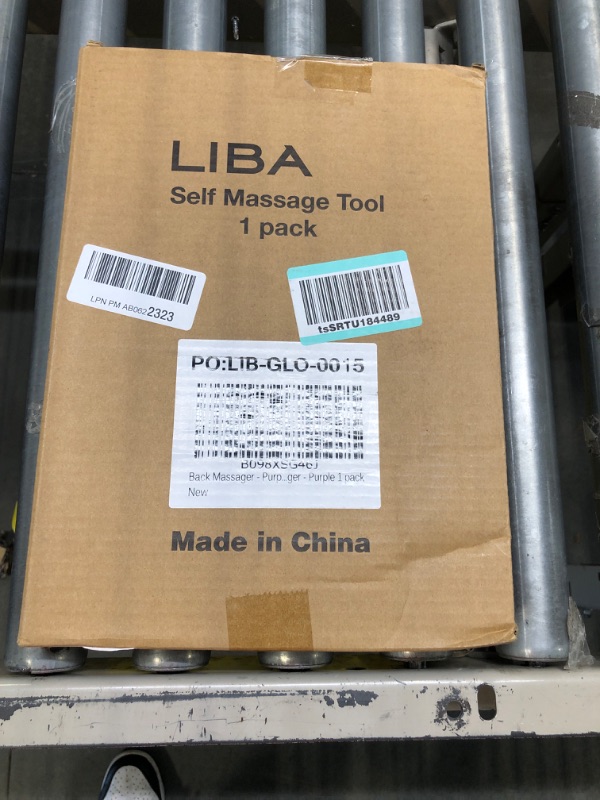 LIBA
Self Massage Tool
1 pack
LPN PM AB0622323
tsSRTU184489
PO:LIB-GLO-0015
B098XSG46J
Back Massager - Purp...ger - Purple 1 pack
New
Made in China